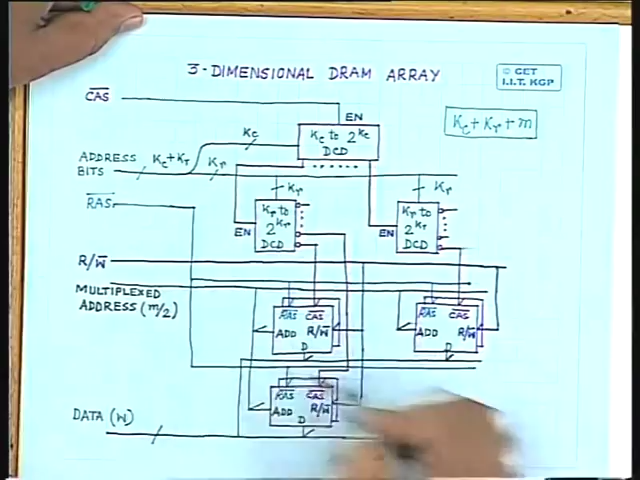 3-DIMENSIONAL DRAM ARRAY
© CET
I.I.T. KGP
CAS
EN
Kc + Kr + m
Kc
Kc to 2^Kc
DCD
ADDRESS
BITS
Kc+Kr
Kr
Kr
Kr
RAS
Kr to
2^Kr
DCD
EN
Kr to
2^Kr
DCD
EN
R/W
MULTIPLEXED
ADDRESS (m/2)
RAS CAS
ADD R/W
D
RAS CAS
ADD R/W
D
RAS CAS
ADD R/W
D
DATA (W)